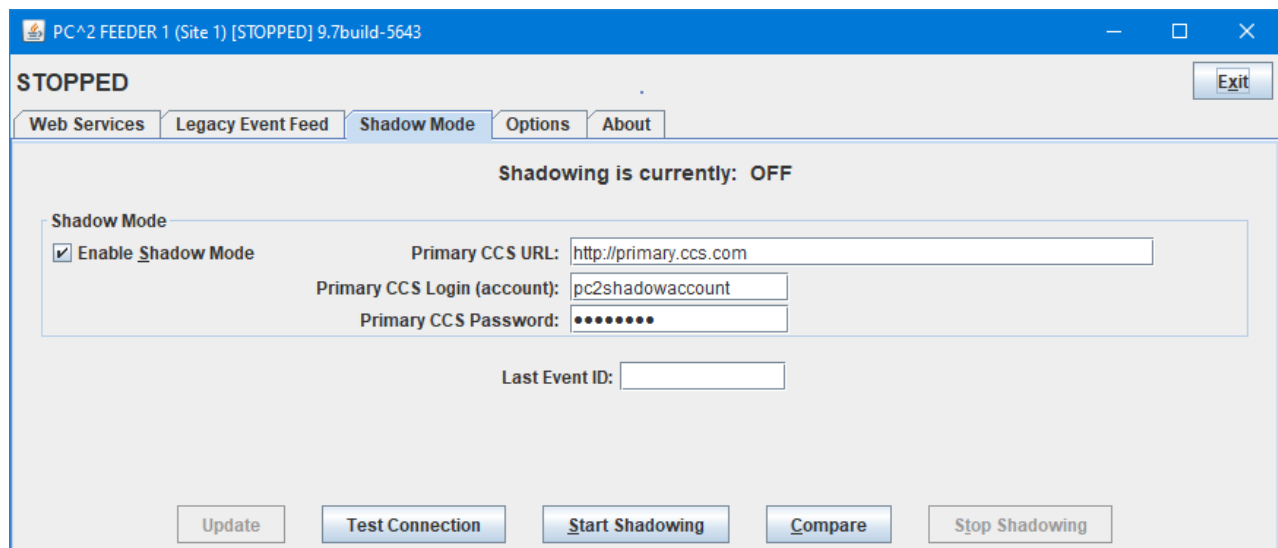 PC^2 FEEDER 1 (Site 1) [STOPPED] 9.7build-5643
STOPPED
Exit
Web Services Legacy Event Feed Shadow Mode Options About
Shadowing is currently: OFF
Shadow Mode
Enable Shadow Mode Primary CCS URL: http://primary.ccs.com
Primary CCS Login (account): pc2shadowaccount
Primary CCS Password: ●●●●●●●●
Last Event ID:
Update Test Connection Start Shadowing Compare Stop Shadowing